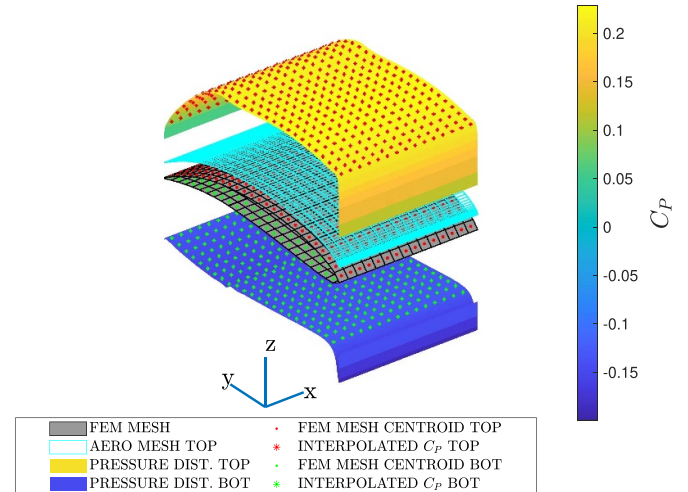 0.2
0.15
0.1
0.05
0
-0.05
-0.1
-0.15
C_P
z
y
x
FEM MESH
AERO MESH TOP
PRESSURE DIST. TOP
PRESSURE DIST. BOT
FEM MESH CENTROID TOP
INTERPOLATED C_P TOP
FEM MESH CENTROID BOT
INTERPOLATED C_P BOT